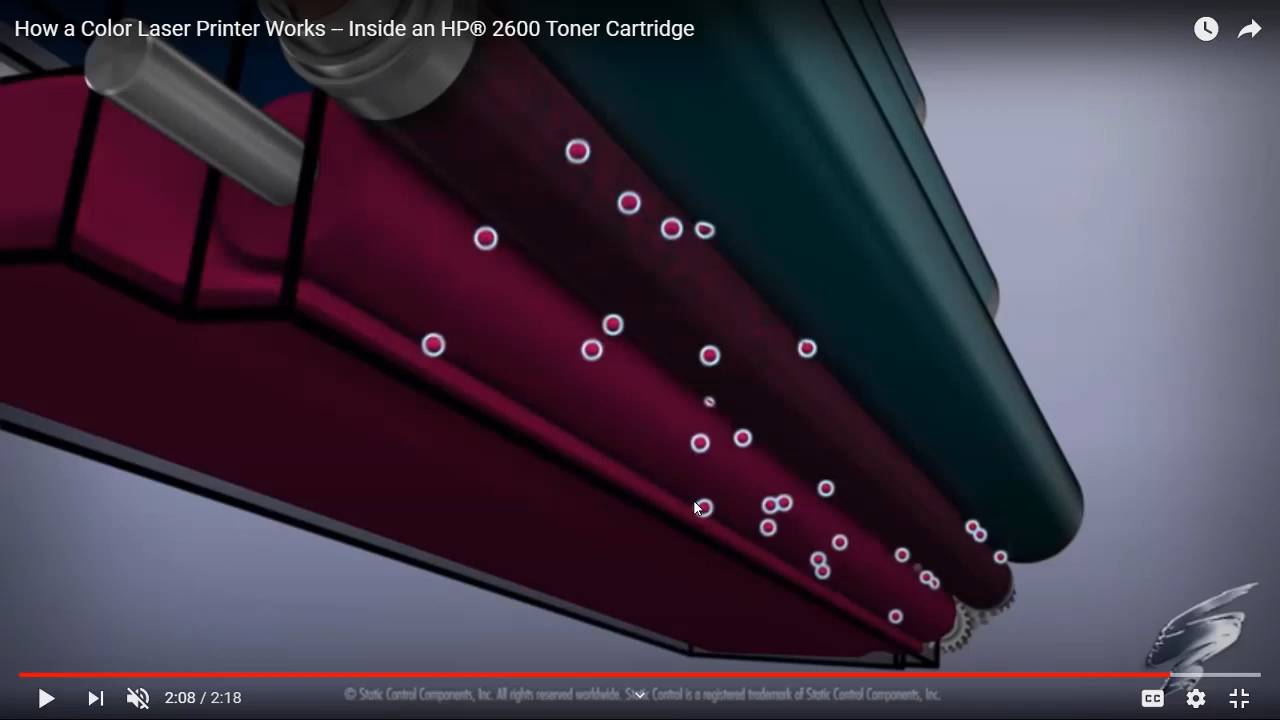 How a Color Laser Printer Works -- Inside an HP® 2600 Toner Cartridge
2:08 / 2:18
© Static Control Components, Inc. All rights reserved worldwide. Static Control is a registered trademark of Static Control Components, Inc.
CC